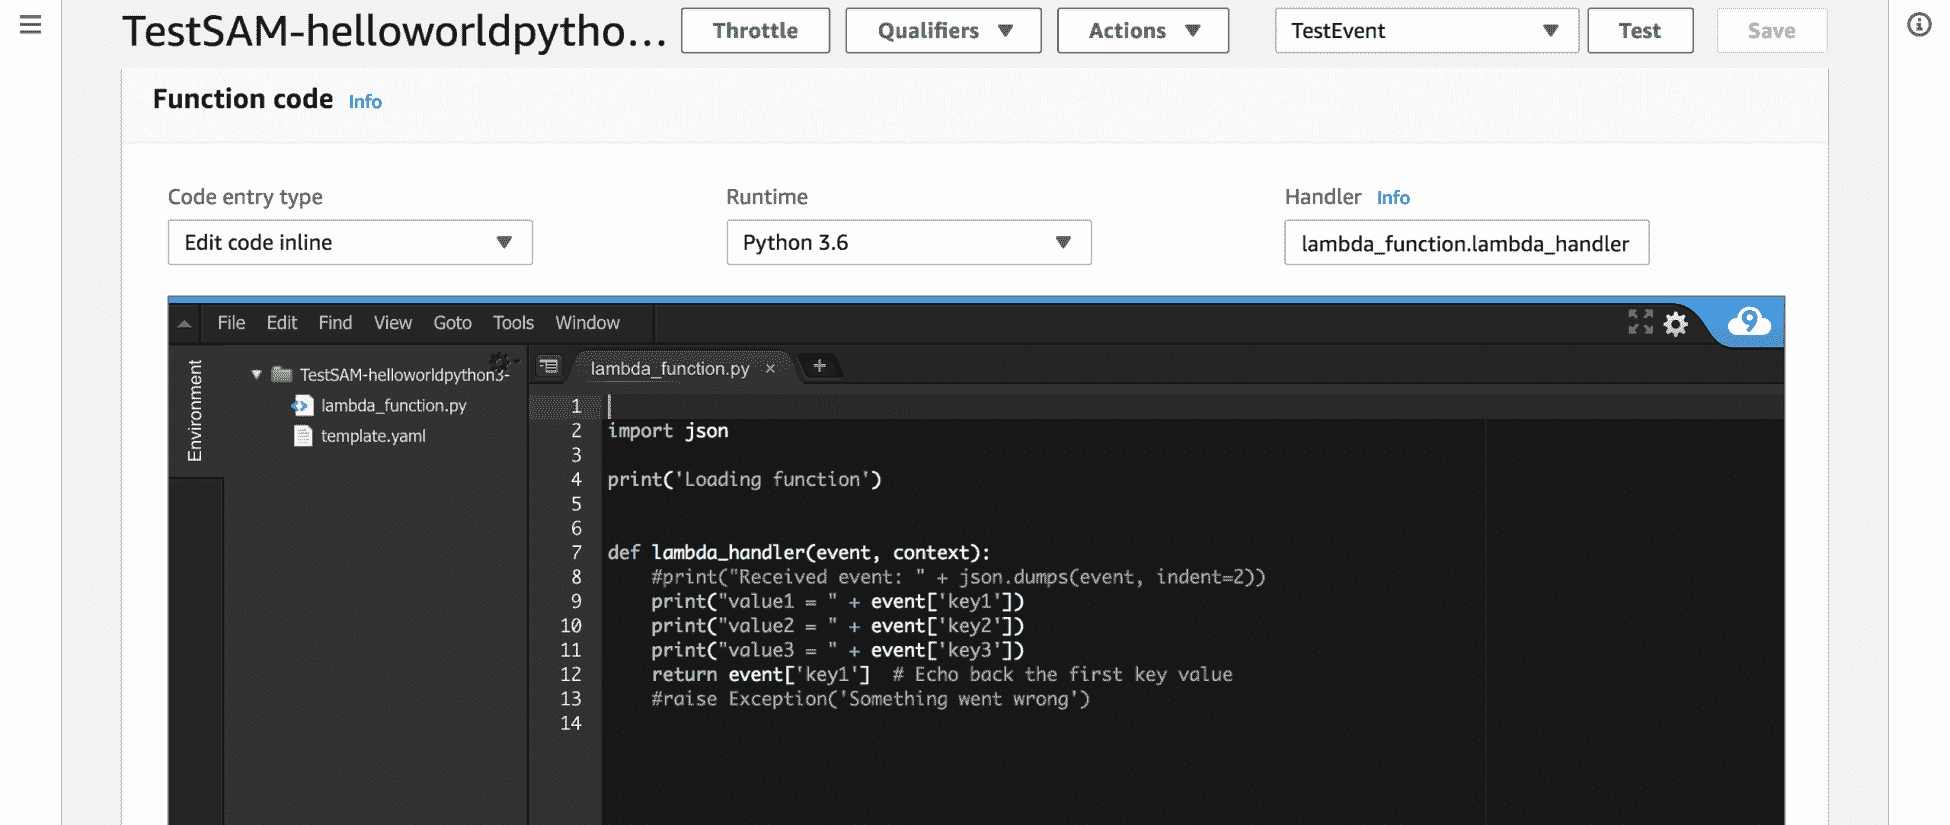 TestSAM-helloworldpytho... Throttle Qualifiers Actions TestEvent Test Save
Function code Info
Code entry type Runtime Handler Info
Edit code inline Python 3.6 lambda_function.lambda_handler
File Edit Find View Goto Tools Window 9
Environment
TestSAM-helloworldpython3-
lambda_function.py
template.yaml
lambda_function.py × +
1
2 import json
3
4 print('Loading function')
5
6
7 def lambda_handler(event, context):
8 #print("Received event: " + json.dumps(event, indent=2))
9 print("value1 = " + event['key1'])
10 print("value2 = " + event['key2'])
11 print("value3 = " + event['key3'])
12 return event['key1']  # Echo back the first key value
13 #raise Exception('Something went wrong')
14